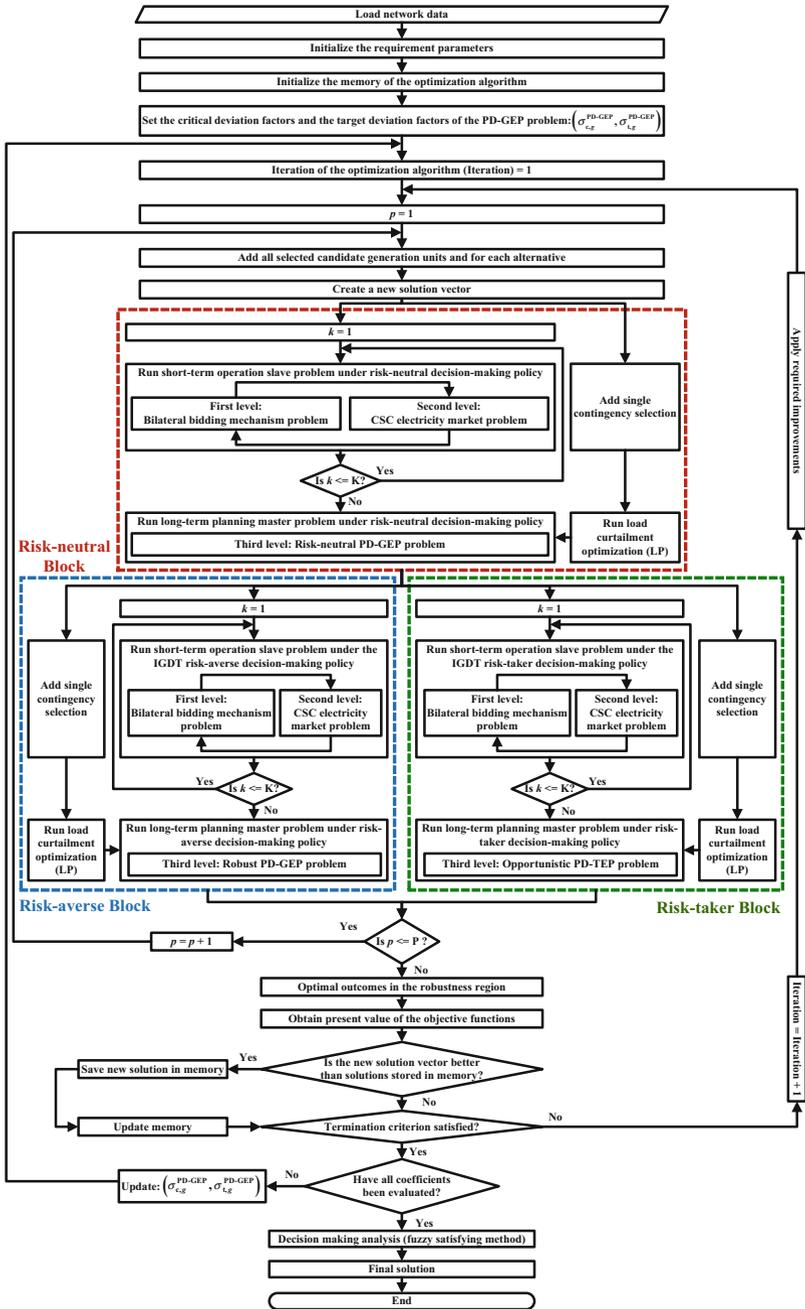 Load network data
Initialize the requirement parameters
Initialize the memory of the optimization algorithm
Set the critical deviation factors and the target deviation factors of the PD-GEP problem: (σ_{c,g}^{PD-GEP}, σ_{t,g}^{PD-GEP})
Iteration of the optimization algorithm (Iteration) = 1
p = 1
Add all selected candidate generation units and for each alternative
Create a new solution vector
k = 1
Run short-term operation slave problem under risk-neutral decision-making policy
First level:
Bilateral bidding mechanism problem
Second level:
CSC electricity market problem
Add single
contingency selection
Is k <= K?
Yes
No
Run long-term planning master problem under risk-neutral decision-making policy
Third level: Risk-neutral PD-GEP problem
Run load
curtailment
optimization (LP)
Risk-neutral
Block
Apply required improvements
k = 1
Add single
contingency
selection
Run short-term operation slave problem under the
IGDT risk-averse decision-making policy
First level:
Bilateral bidding mechanism
problem
Second level:
CSC electricity
market problem
Yes
Is k <= K?
No
Run load
curtailment
optimization
(LP)
Run long-term planning master problem under risk-
averse decision-making policy
Third level: Robust PD-GEP problem
Risk-averse Block
k = 1
Run short-term operation slave problem under the
IGDT risk-taker decision-making policy
First level:
Bilateral bidding mechanism
problem
Second level:
CSC electricity
market problem
Add single
contingency
selection
Is k <= K?
Yes
No
Run long-term planning master problem under risk-
taker decision-making policy
Third level: Opportunistic PD-TEP problem
Run load
curtailment
optimization
(LP)
Risk-taker Block
Yes
Is p <= P ?
p = p + 1
No
Optimal outcomes in the robustness region
Obtain present value of the objective functions
Is the new solution vector better
than solutions stored in memory?
Yes
Save new solution in memory
No
Update memory
Termination criterion satisfied?
No
Iteration = Iteration + 1
Yes
Have all coefficients
been evaluated?
No
Update: (σ_{c,g}^{PD-GEP}, σ_{t,g}^{PD-GEP})
Yes
Decision making analysis (fuzzy satisfying method)
Final solution
End